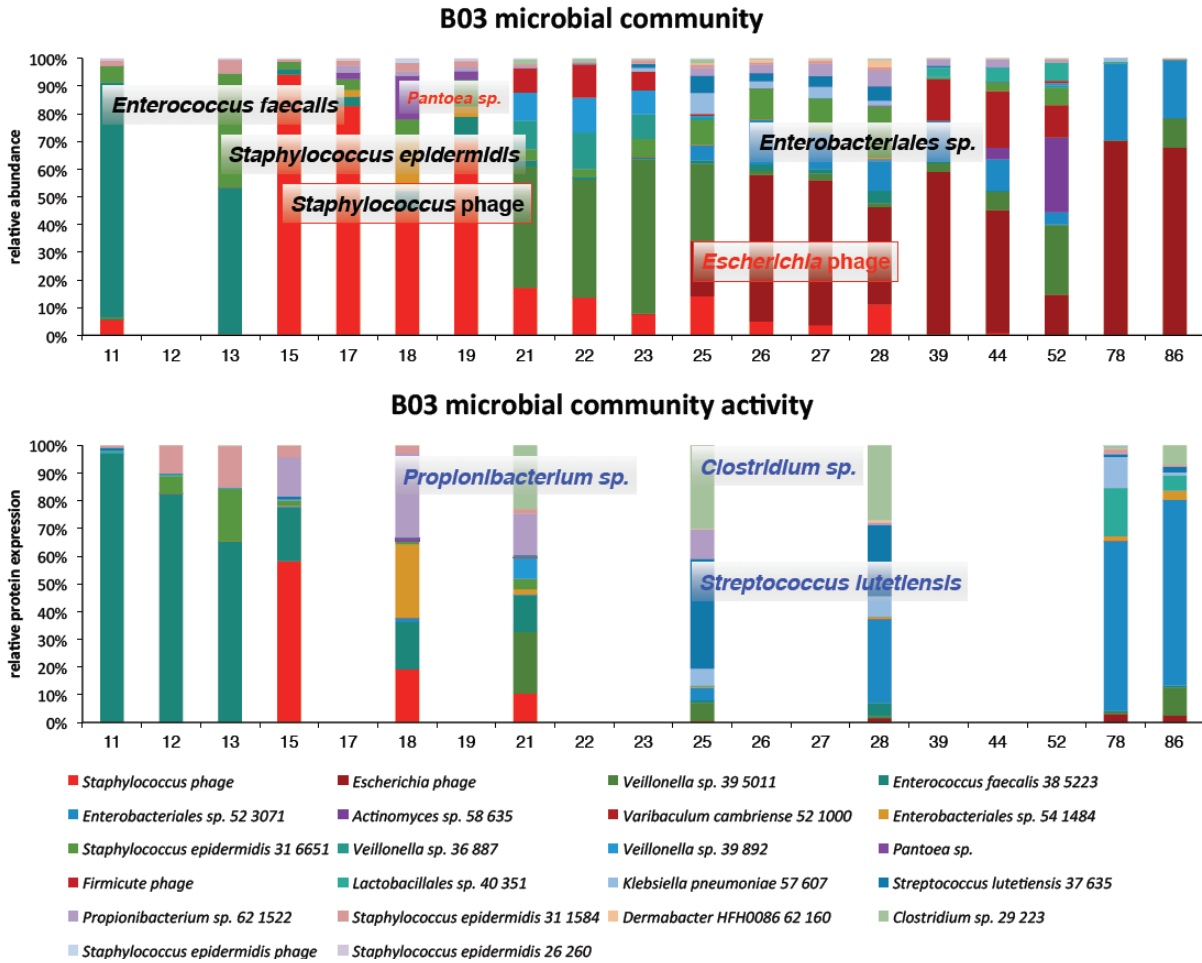 B03 microbial community
relative abundance
100%
90%
80%
70%
60%
50%
40%
30%
20%
10%
0%
Enterococcus faecalls
Pantoea sp.
Staphylococcus epidermidis
Enterobacteriales sp.
Staphylococcus phage
Escherichia phage
11 12 13 15 17 18 19 21 22 23 25 26 27 28 39 44 52 78 86
B03 microbial community activity
relative protein expression
100%
90%
80%
70%
60%
50%
40%
30%
20%
10%
0%
Propionibacterium sp.
Clostridium sp.
Streptococcus lutetiensis
11 12 13 15 17 18 19 21 22 23 25 26 27 28 39 44 52 78 86
Staphylococcus phage Escherichia phage Veillonella sp. 39 5011 Enterococcus faecalis 38 5223
Enterobacteriales sp. 52 3071 Actinomyces sp. 58 635 Varibaculum cambriense 52 1000 Enterobacteriales sp. 54 1484
Staphylococcus epidermidis 31 6651 Veillonella sp. 36 887 Veillonella sp. 39 892 Pantoea sp.
Firmicute phage Lactobacillales sp. 40 351 Klebsiella pneumoniae 57 607 Streptococcus lutetiensis 37 635
Propionibacterium sp. 62 1522 Staphylococcus epidermidis 31 1584 Dermabacter HFH0086 62 160 Clostridium sp. 29 223
Staphylococcus epidermidis phage Staphylococcus epidermidis 26 260